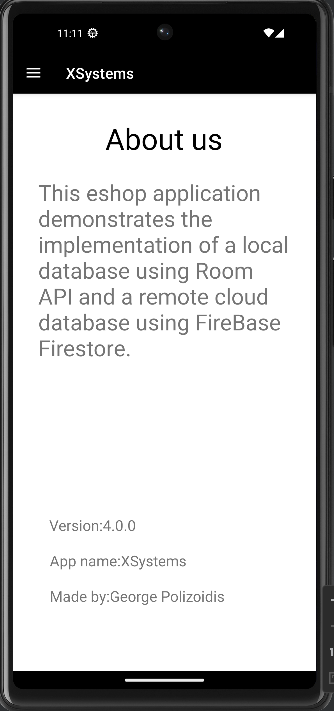 11:11
XSystems
About us
This eshop application
demonstrates the
implementation of a local
database using Room
API and a remote cloud
database using FireBase
Firestore.
Version:4.0.0
App name:XSystems
Made by:George Polizoidis